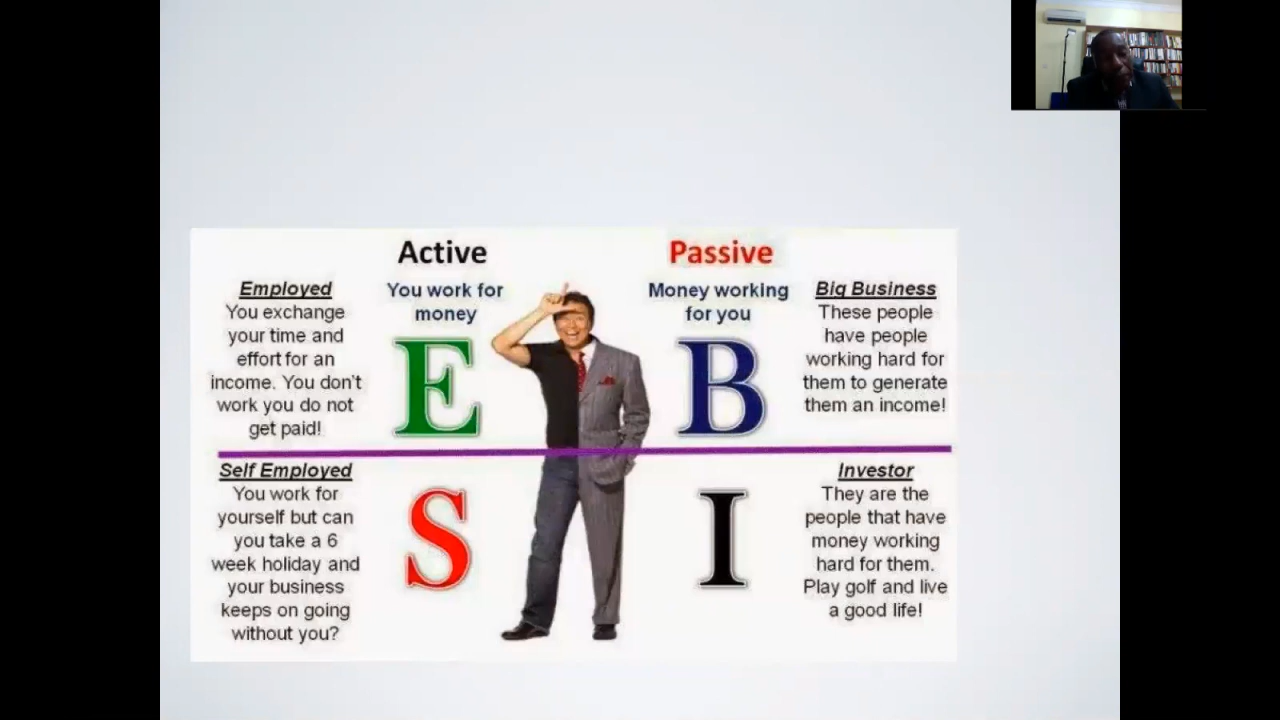 Active
Passive
Employed
You exchange
your time and
effort for an
income. You don't
work you do not
get paid!
You work for
money
E
Money working
for you
B
Big Business
These people
have people
working hard for
them to generate
them an income!
Self Employed
You work for
yourself but can
you take a 6
week holiday and
your business
keeps on going
without you?
S
I
Investor
They are the
people that have
money working
hard for them.
Play golf and live
a good life!